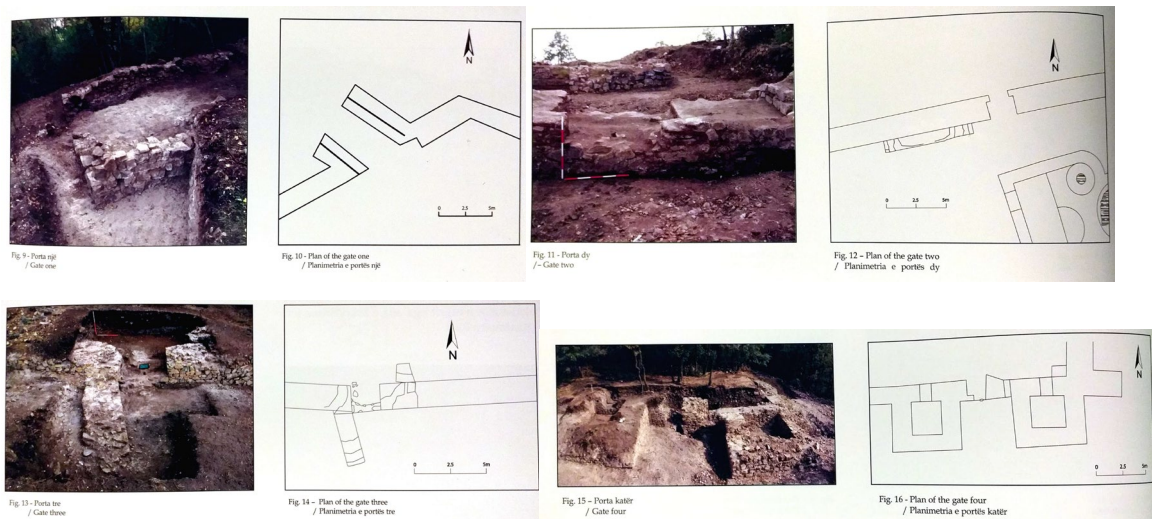 N
0 2.5 5m
N
0 2.5 5m
Fig. 9 - Porta një
/ Gate one
Fig. 10 - Plan of the gate one
/ Planimetria e portës një
Fig. 11 - Porta dy
/ – Gate two
Fig. 12 – Plan of the gate two
/ Planimetria e portës dy
N
0 2.5 5m
N
0 2.5 5m
Fig. 13 - Porta tre
/ Gate three
Fig. 14 – Plan of the gate three
/ Planimetria e portës tre
Fig. 15 – Porta katër
/ Gate four
Fig. 16 - Plan of the gate four
/ Planimetria e portës katër